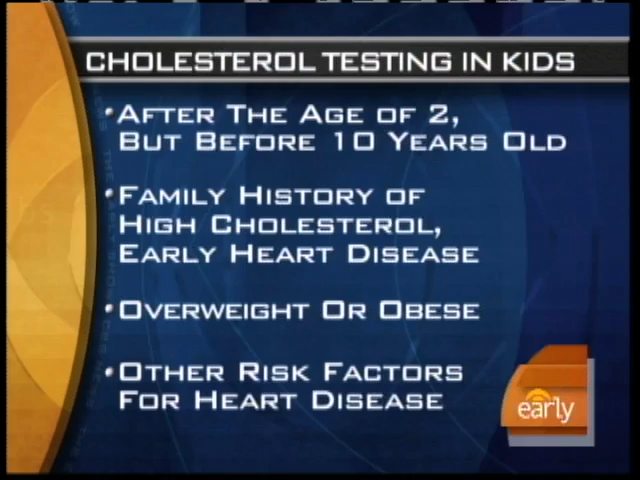 CHOLESTEROL TESTING IN KIDS
• AFTER THE AGE OF 2,
BUT BEFORE 10 YEARS OLD
• FAMILY HISTORY OF
HIGH CHOLESTEROL,
EARLY HEART DISEASE
• OVERWEIGHT OR OBESE
• OTHER RISK FACTORS
FOR HEART DISEASE
early